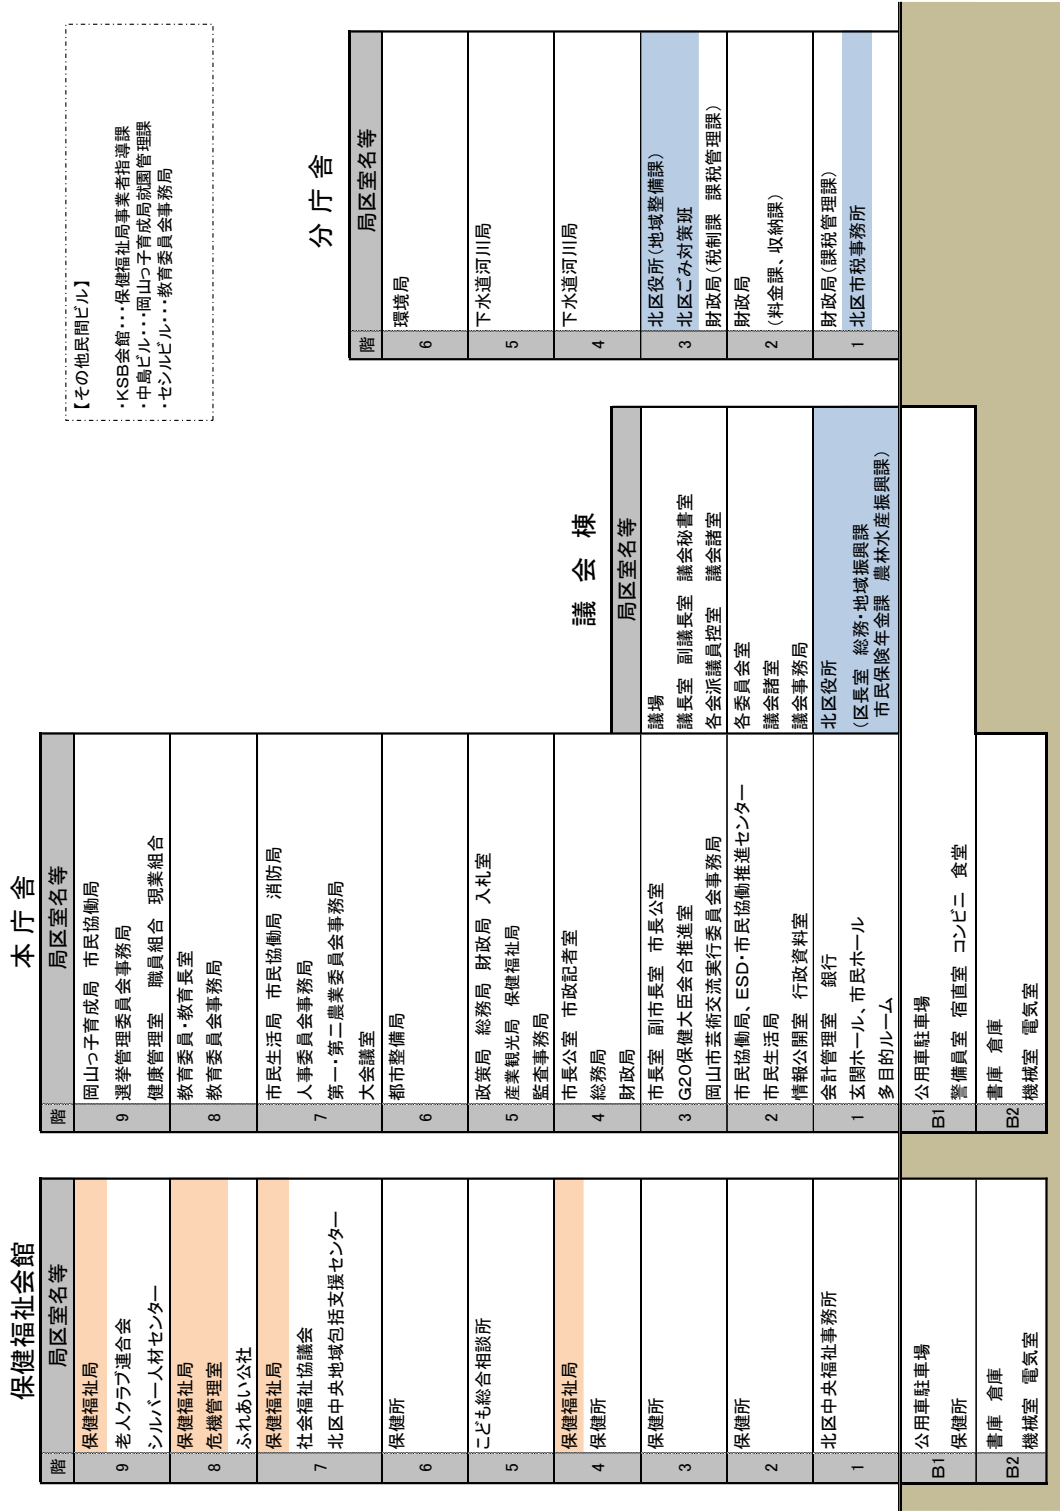 保健福祉会館
階　局区室名等
9　保健福祉局
老人クラブ連合会
シルバー人材センター
8　保健福祉局
危機管理室
ふれあい公社
7　保健福祉局
社会福祉協議会
北区中央地域包括支援センター
6　保健所
5　こども総合相談所
4　保健福祉局
保健所
3　保健所
2　保健所
1　北区中央福祉事務所
B1　公用車駐車場
保健所
B2　書庫　倉庫
機械室　電気室
本 庁 舎
階　局区室名等
9　岡山っ子育成局　市民協働局
選挙管理委員会事務局
健康管理室　職員組合　現業組合
8　教育委員・教育長室
教育委員会事務局
7　市民生活局　市民協働局　消防局
人事委員会事務局
第一・第二農業委員会事務局
大会議室
6　都市整備局
5　政策局　総務局　財政局　入札室
産業観光局　保健福祉局
監査事務局
4　市長公室　市政記者室
総務局
財政局
3　市長室　副市長室　市長公室
G20保健大臣会合推進室
岡山市芸術交流実行委員会事務局
2　市民協働局、ESD・市民協働推進センター
市民生活局
情報公開室　行政資料室
1　会計管理室　銀行
玄関ホール、市民ホール
多目的ルーム
B1　公用車駐車場
警備員室　宿直室　コンビニ　食堂
B2　書庫　倉庫
機械室　電気室
議 会 棟
局区室名等
議場
議長室　副議長室　議会秘書室
各会派議員控室　議会諸室
各委員会室
議会諸室
議会事務局
北区役所
（区長室　総務・地域振興課
市民保険年金課　農林水産振興課）
分 庁 舎
階　局区室名等
6　環境局
5　下水道河川局
4　下水道河川局
3　北区役所（地域整備課）
北区ごみ対策班
財政局（税制課　課税管理課）
2　財政局
（料金課、収納課）
1　財政局（課税管理課）
北区市税事務所
【その他民間ビル】
・KSB会館・・・保健福祉局事業者指導課
・中島ビル・・・岡山っ子育成局就園管理課
・セシルビル・・・教育委員会事務局